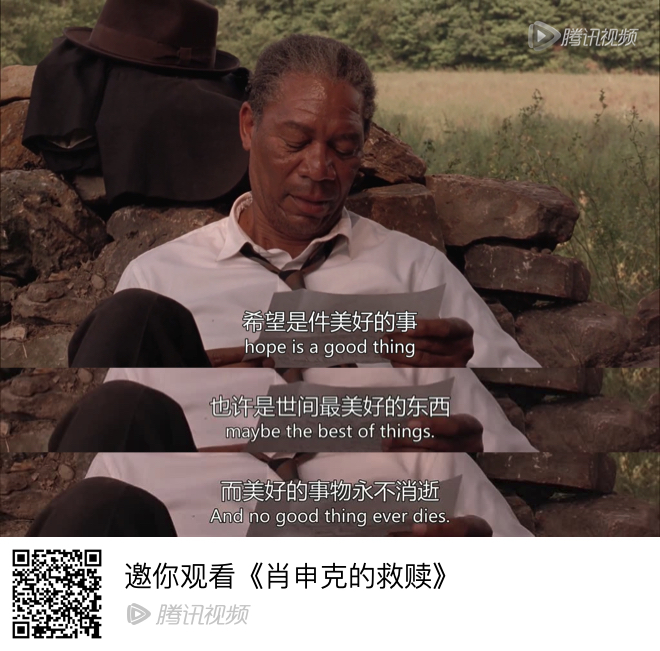 腾讯视频
希望是件美好的事
hope is a good thing
也许是世间最美好的东西
maybe the best of things.
而美好的事物永不消逝
And no good thing ever dies.
邀你观看《肖申克的救赎》
腾讯视频